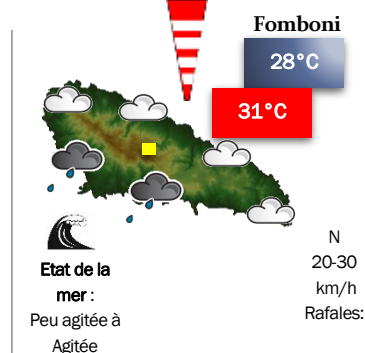 Fomboni
28°C
31°C
N
20-30
km/h
Rafales:
Etat de la
mer :
Peu agitée à
Agitée